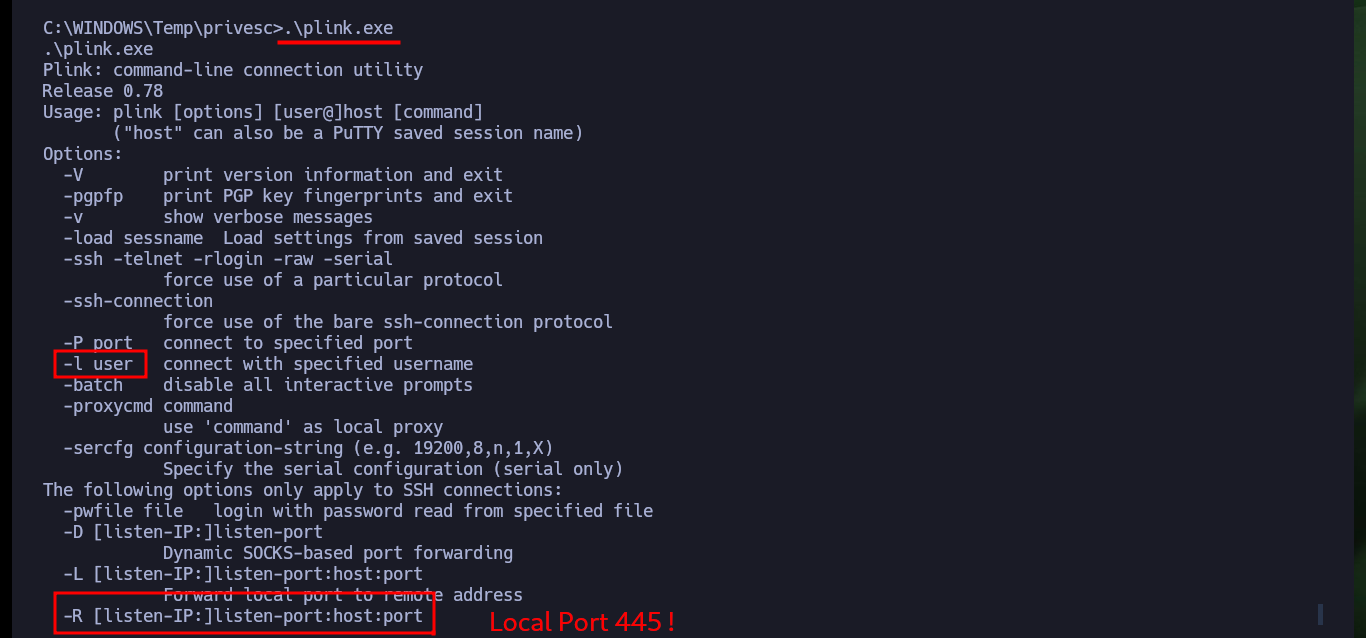 C:\WINDOWS\Temp\privesc>.\plink.exe
.\plink.exe
Plink: command-line connection utility
Release 0.78
Usage: plink [options] [user@]host [command]
       ("host" can also be a PuTTY saved session name)
Options:
  -V        print version information and exit
  -pgpfp    print PGP key fingerprints and exit
  -v        show verbose messages
  -load sessname  Load settings from saved session
  -ssh -telnet -rlogin -raw -serial
            force use of a particular protocol
  -ssh-connection
            force use of the bare ssh-connection protocol
  -P port   connect to specified port
  -l user   connect with specified username
  -batch    disable all interactive prompts
  -proxycmd command
            use 'command' as local proxy
  -sercfg configuration-string (e.g. 19200,8,n,1,X)
            Specify the serial configuration (serial only)
The following options only apply to SSH connections:
  -pwfile file   login with password read from specified file
  -D [listen-IP:]listen-port
            Dynamic SOCKS-based port forwarding
  -L [listen-IP:]listen-port:host:port
            Forward local port to remote address
  -R [listen-IP:]listen-port:host:port
Local Port 445!